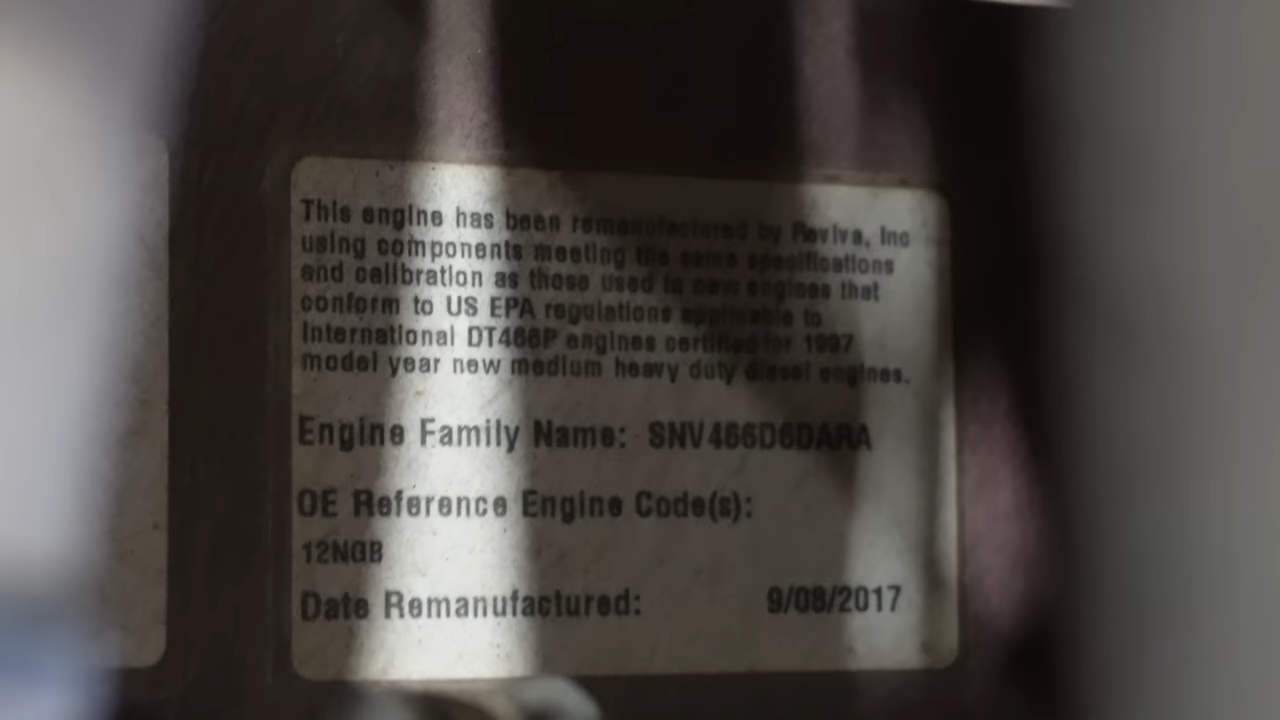 This engine has been remanufactured by Reviva, Inc
using components meeting the same specifications
and calibration as those used in new engines that
conform to US EPA regulations applicable to
International DT466P engines certified for 1997
model year new medium heavy duty diesel engines.
Engine Family Name: SNV466D6DARA
OE Reference Engine Code(s):
12NGB
Date Remanufactured: 9/08/2017